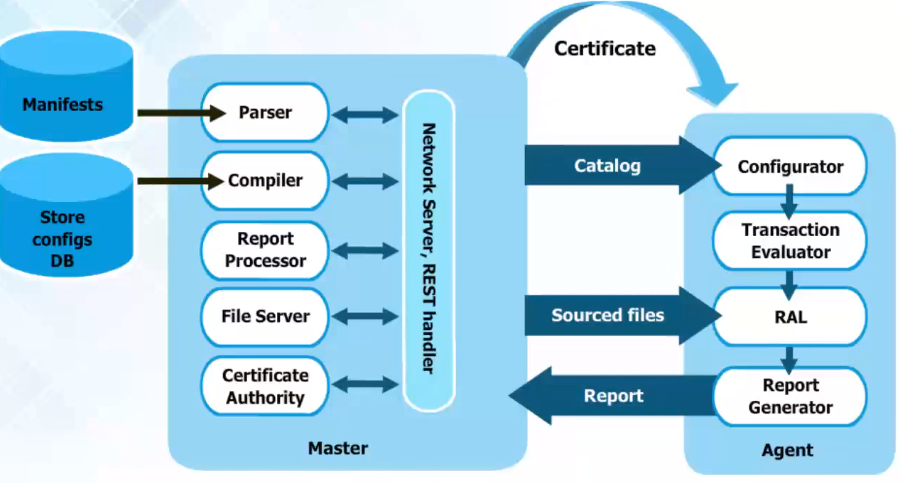 Manifests
Store
configs
DB
Parser
Compiler
Report
Processor
File Server
Certificate
Authority
Network Server, REST handler
Master
Certificate
Catalog
Sourced files
Report
Configurator
Transaction
Evaluator
RAL
Report
Generator
Agent